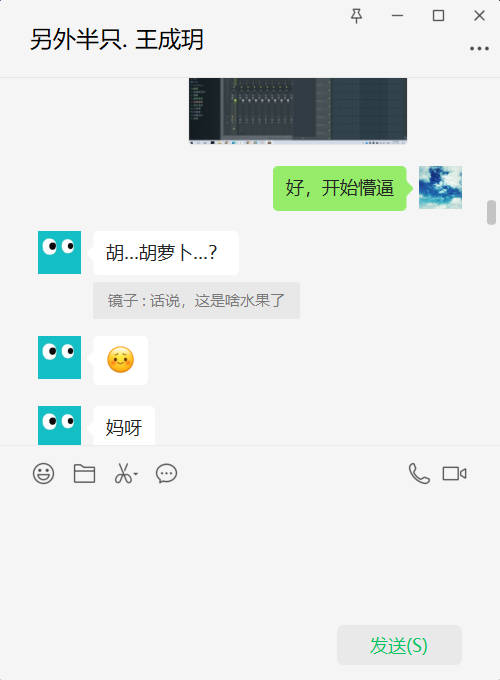 另外半只. 王成玥
好，开始懵逼
胡...胡萝卜...？
镜子 : 话说，这是啥水果了
妈呀
发送(S)